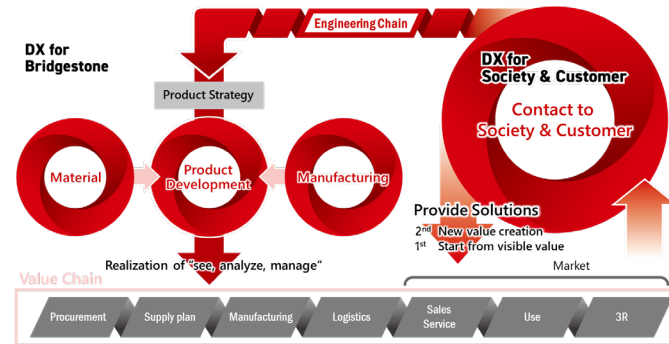 Engineering Chain
DX for
Bridgestone
DX for
Society & Customer
Product Strategy
Contact to
Society & Customer
Material
Product
Development
Manufacturing
Provide Solutions
2nd New value creation
1st Start from visible value
Realization of "see, analyze, manage"
Market
Value Chain
Procurement
Supply plan
Manufacturing
Logistics
Sales
Service
Use
3R